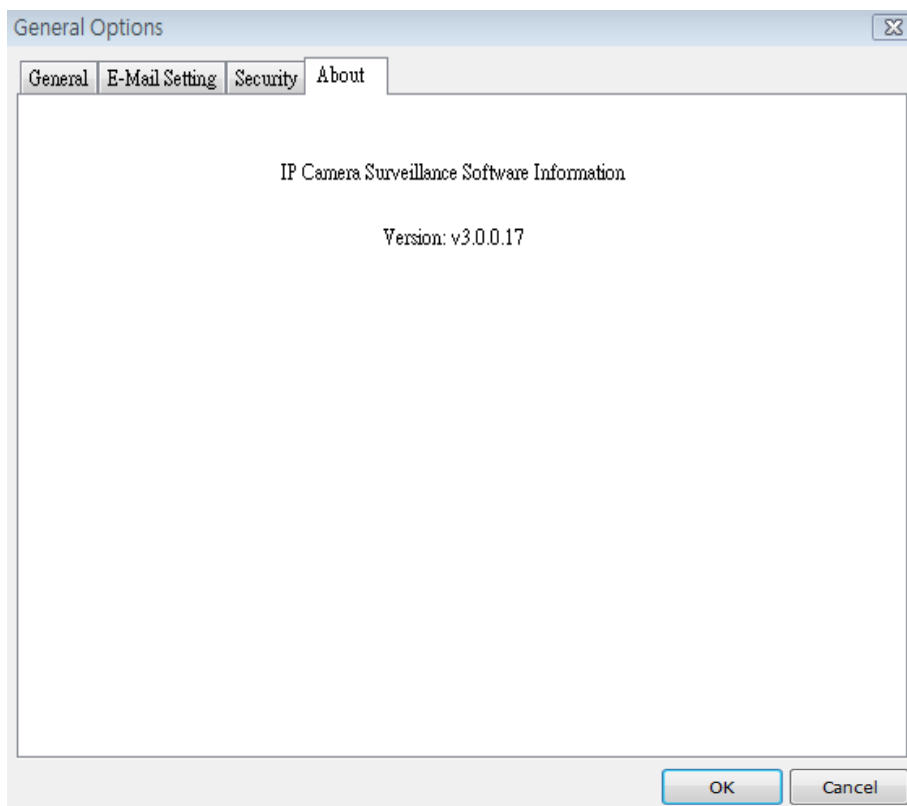 General Options
General E-Mail Setting Security About
IP Camera Surveillance Software Information
Version: v3.0.0.17
OK Cancel